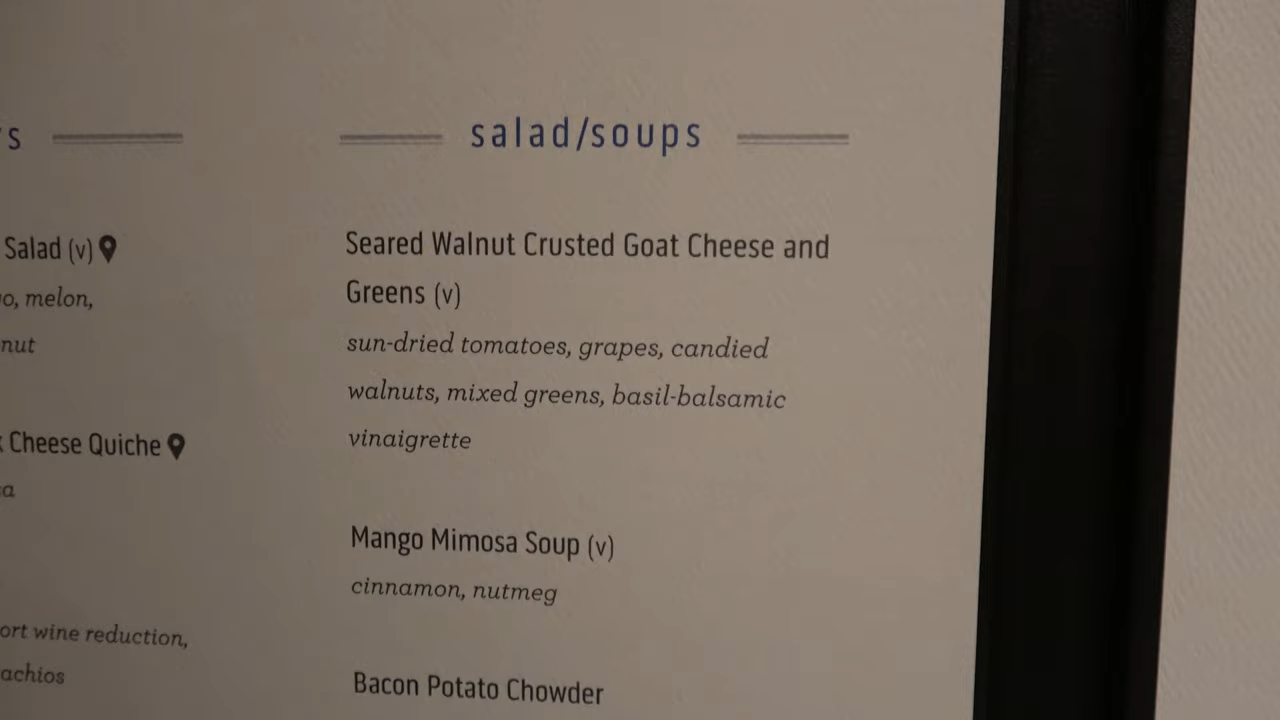 Salad (v)
melon,
Cheese Quiche
wine reduction,
salad/soups
Seared Walnut Crusted Goat Cheese and
Greens (v)
sun-dried tomatoes, grapes, candied
walnuts, mixed greens, basil-balsamic
vinaigrette
Mango Mimosa Soup (v)
cinnamon, nutmeg
Bacon Potato Chowder